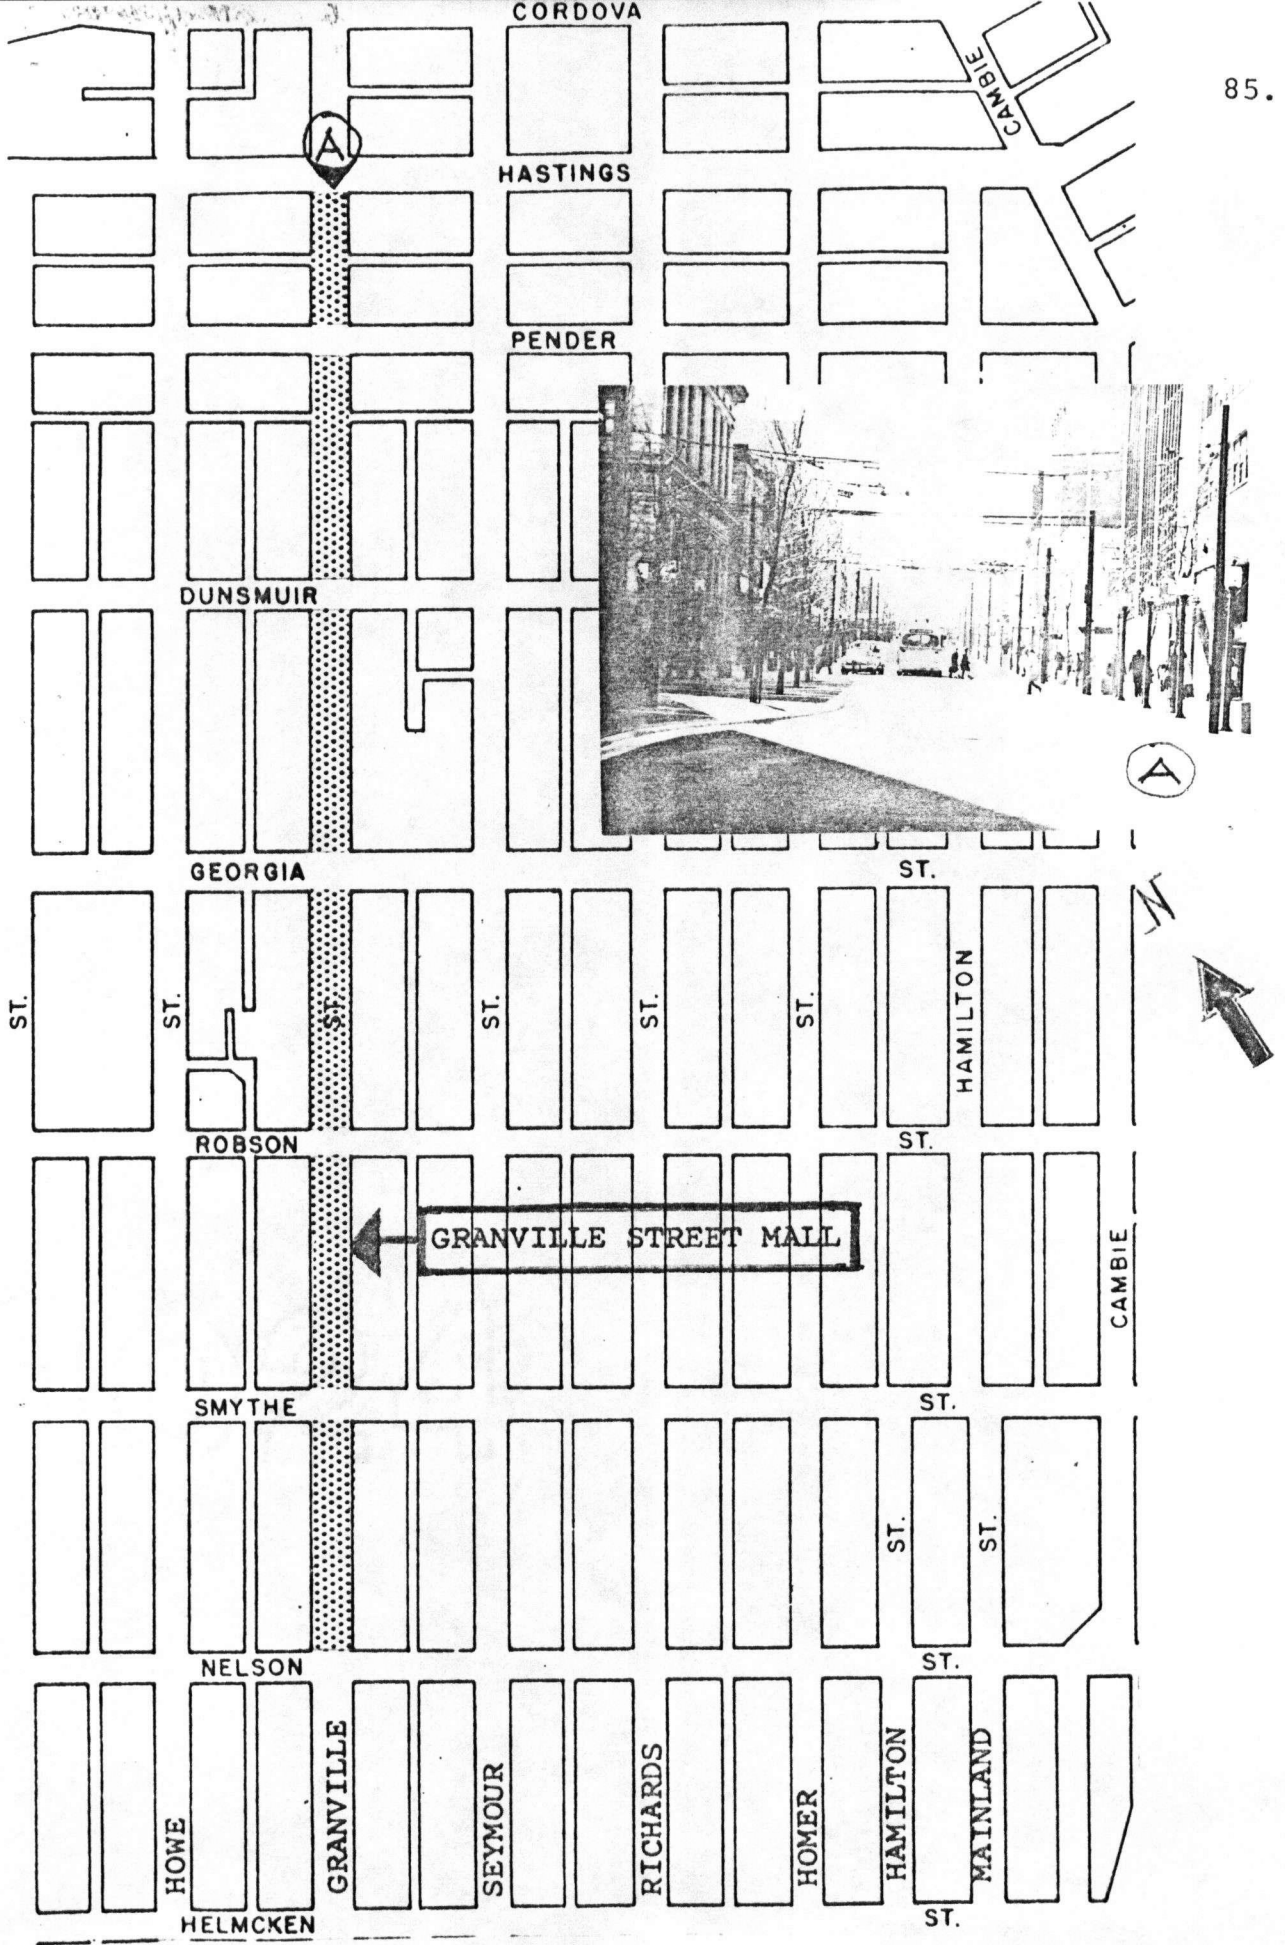 CORDOVA
CAMBIE
85.
A
HASTINGS
PENDER
DUNSMUIR
A
GEORGIA
ST.
N
ST.
ST.
ST.
ST.
ST.
ST.
HAMILTON
ROBSON
ST.
GRANVILLE STREET MALL
CAMBIE
SMYTHE
ST.
ST.
ST.
NELSON
ST.
HOWE
GRANVILLE
SEYMOUR
RICHARDS
HOMER
HAMILTON
MAINLAND
HELMCKEN
ST.